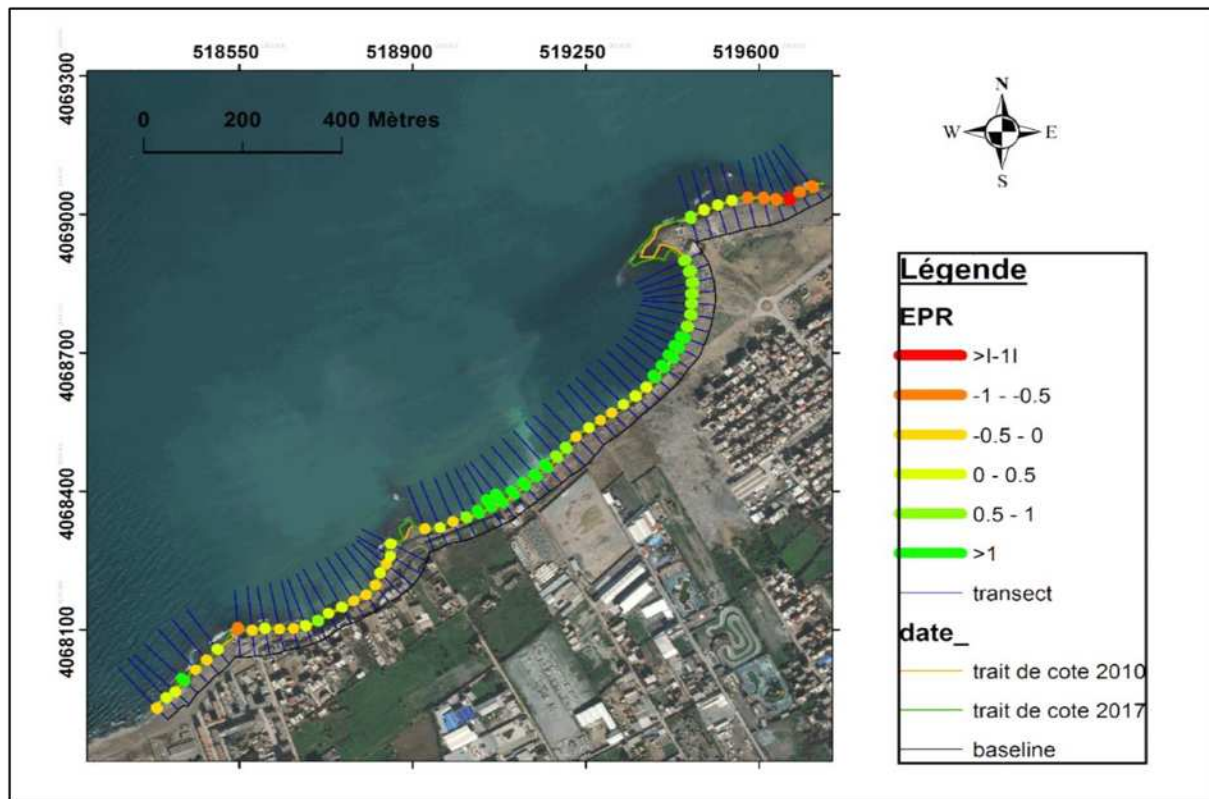 518550 518900 519250 519600
4069300
4069000
4068700
4068400
4068100
0 200 400 Mètres
N
W E
S
Légende
EPR
>I-1I
-1 - -0.5
-0.5 - 0
0 - 0.5
0.5 - 1
>1
transect
date_
trait de cote 2010
trait de cote 2017
baseline